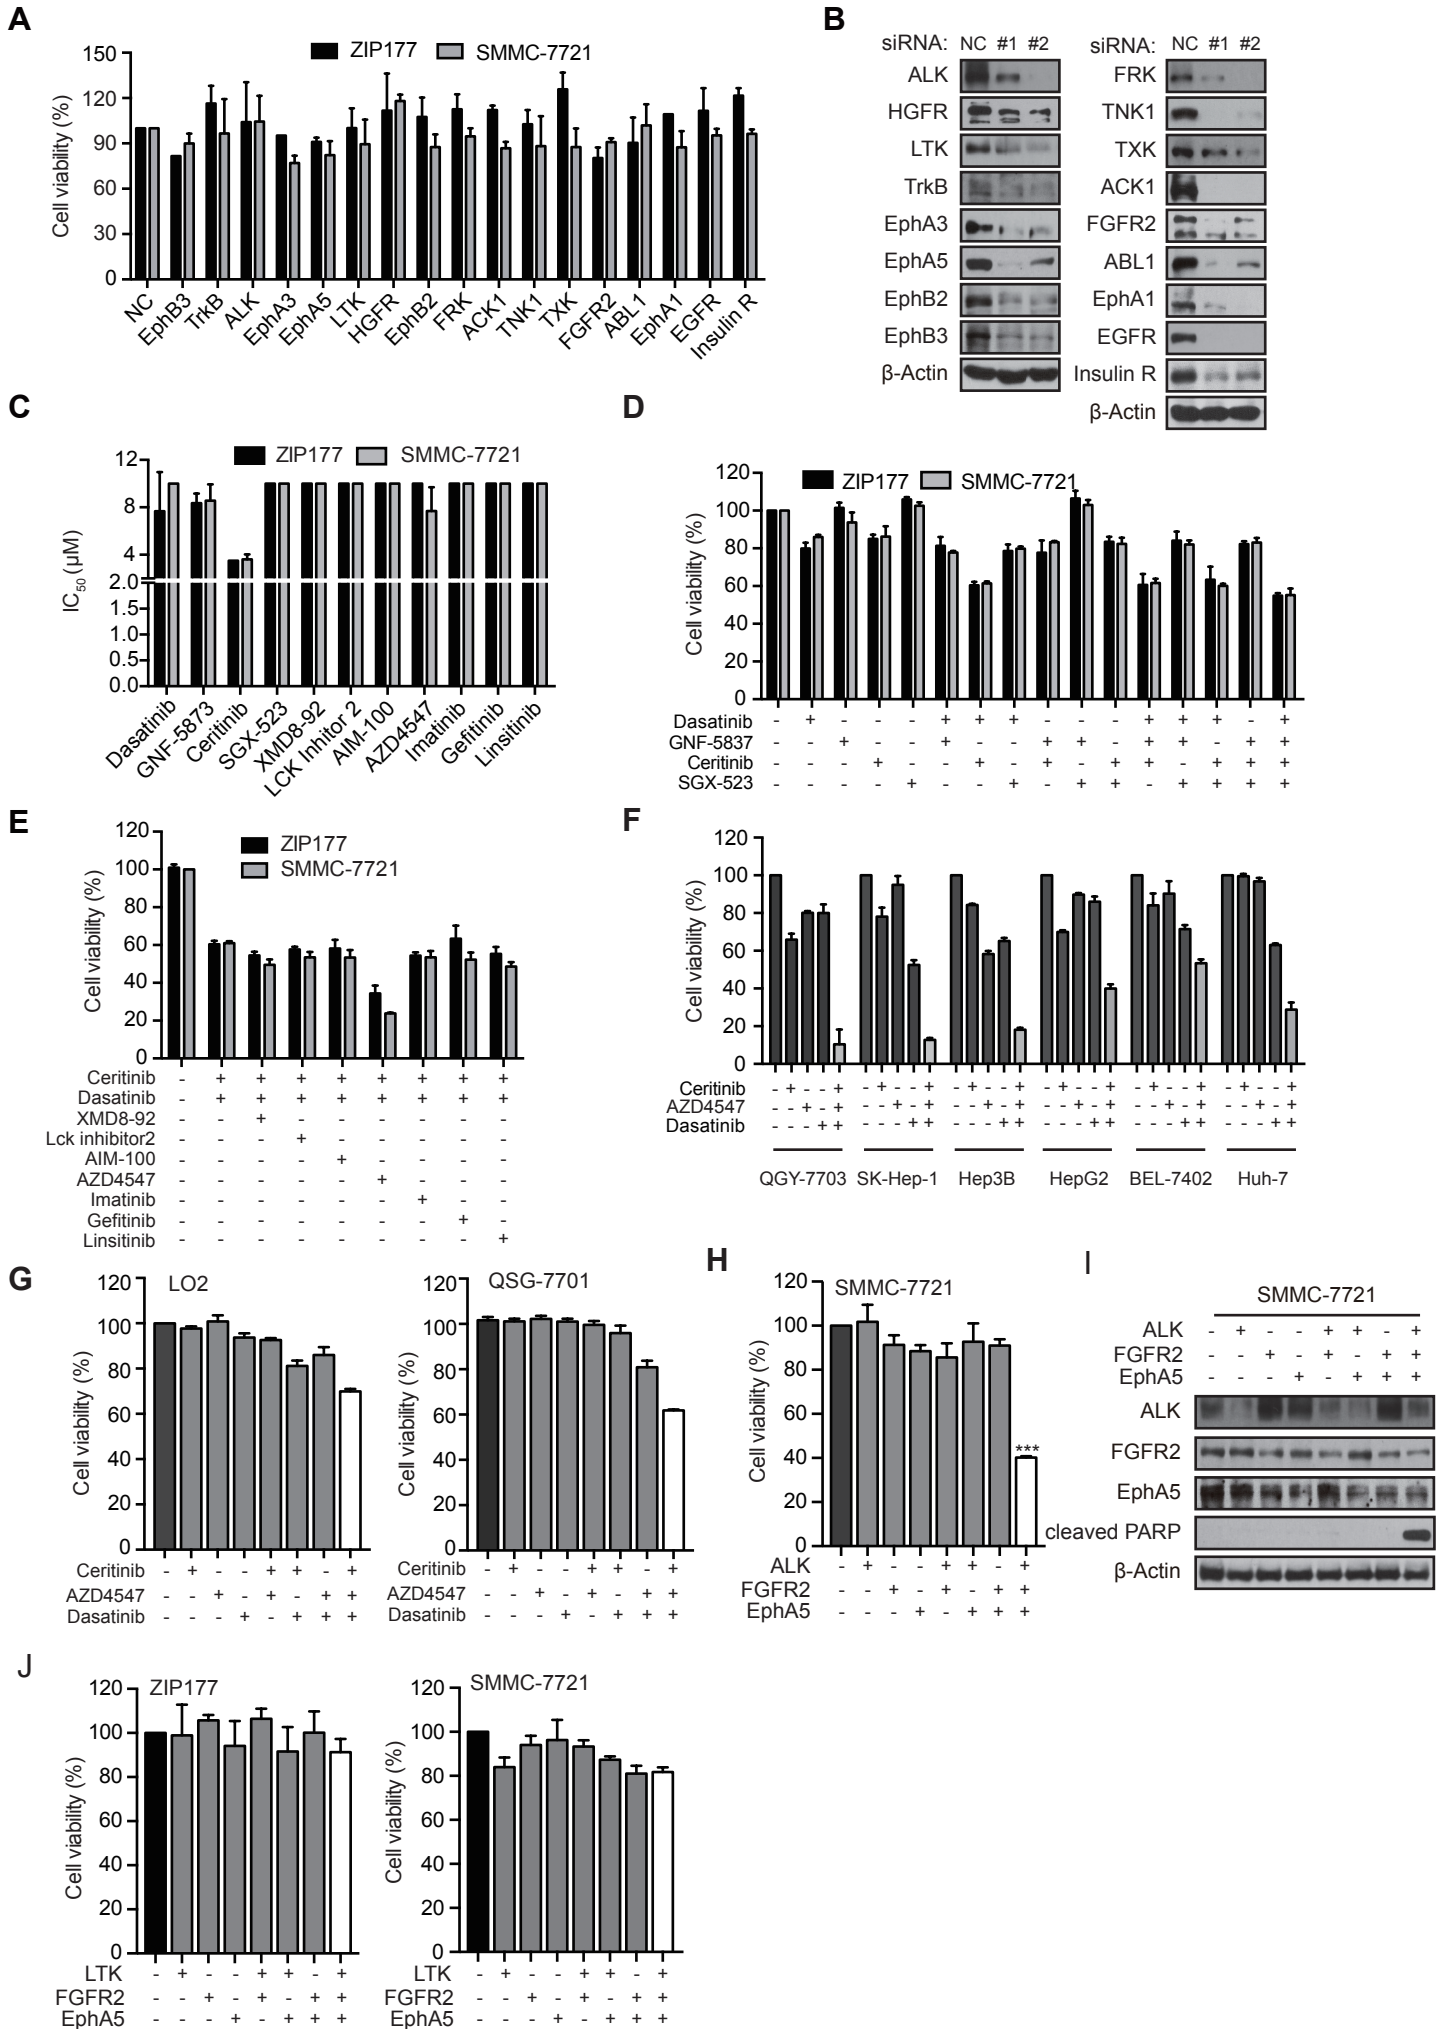 A
ZIP177 SMMC-7721
Cell viability (%)
150
120
90
60
30
0
NC EphB3 TrkB ALK EphA3 EphA5 LTK HGFR EphB2 FRK ACK1 TNK1 TXK FGFR2 ABL1 EphA1 EGFR Insulin R
B
siRNA: NC #1 #2
ALK
HGFR
LTK
TrkB
EphA3
EphA5
EphB2
EphB3
β-Actin
siRNA: NC #1 #2
FRK
TNK1
TXK
ACK1
FGFR2
ABL1
EphA1
EGFR
Insulin R
β-Actin
C
ZIP177 SMMC-7721
IC50 (μM)
12
8
4
2.0
1.5
1.0
0.5
0.0
Dasatinib GNF-5873 Ceritinib SGX-523 XMD8-92 LCK Inhitor 2 AIM-100 AZD4547 Imatinib Gefitinib Linsitinib
D
ZIP177 SMMC-7721
Cell viability (%)
120
100
80
60
40
20
0
Dasatinib - + - - - + + + - - - + + + - +
GNF-5837 - - + - - + - - + + - + + - + +
Ceritinib - - - + - - + - + - + + - + + +
SGX-523 - - - - + - - + - + + - + + + +
E
ZIP177
SMMC-7721
Cell viability (%)
120
100
80
60
40
20
0
Ceritinib - + + + + + + + +
Dasatinib - + + + + + + + +
XMD8-92 - - + - - - - - -
Lck inhibitor2 - - - + - - - - -
AIM-100 - - - - + - - - -
AZD4547 - - - - - + - - -
Imatinib - - - - - - + - -
Gefitinib - - - - - - - + -
Linsitinib - - - - - - - - +
F
Cell viability (%)
120
100
80
60
40
20
0
Ceritinib - + - - + - + - - + - + - - + - + - - + - + - - + - + - - +
AZD4547 - - + - + - - + - + - - + - + - - + - + - - + - + - - + - +
Dasatinib - - - + + - - - + + - - - + + - - - + + - - - + + - - - + +
QGY-7703 SK-Hep-1 Hep3B HepG2 BEL-7402 Huh-7
G
LO2
Cell viability (%)
120
100
80
60
40
20
0
Ceritinib - + - - + + - +
AZD4547 - - + - + - + +
Dasatinib - - - + - + + +
QSG-7701
Cell viability (%)
120
100
80
60
40
20
0
Ceritinib - + - - + + - +
AZD4547 - - + - + - + +
Dasatinib - - - + - + + +
H
SMMC-7721
Cell viability (%)
120
100
80
60
40
20
0
***
ALK - + - - + + - +
FGFR2 - - + - + - + +
EphA5 - - - + - + + +
I
SMMC-7721
ALK - + - - + + - +
FGFR2 - - + - + - + +
EphA5 - - - + - + + +
ALK
FGFR2
EphA5
cleaved PARP
β-Actin
J
ZIP177
Cell viability (%)
120
100
80
60
40
20
0
LTK - + - - + + - +
FGFR2 - - + - + - + +
EphA5 - - - + - + + +
SMMC-7721
Cell viability (%)
120
100
80
60
40
20
0
LTK - + - - + + - +
FGFR2 - - + - + - + +
EphA5 - - - + - + + +